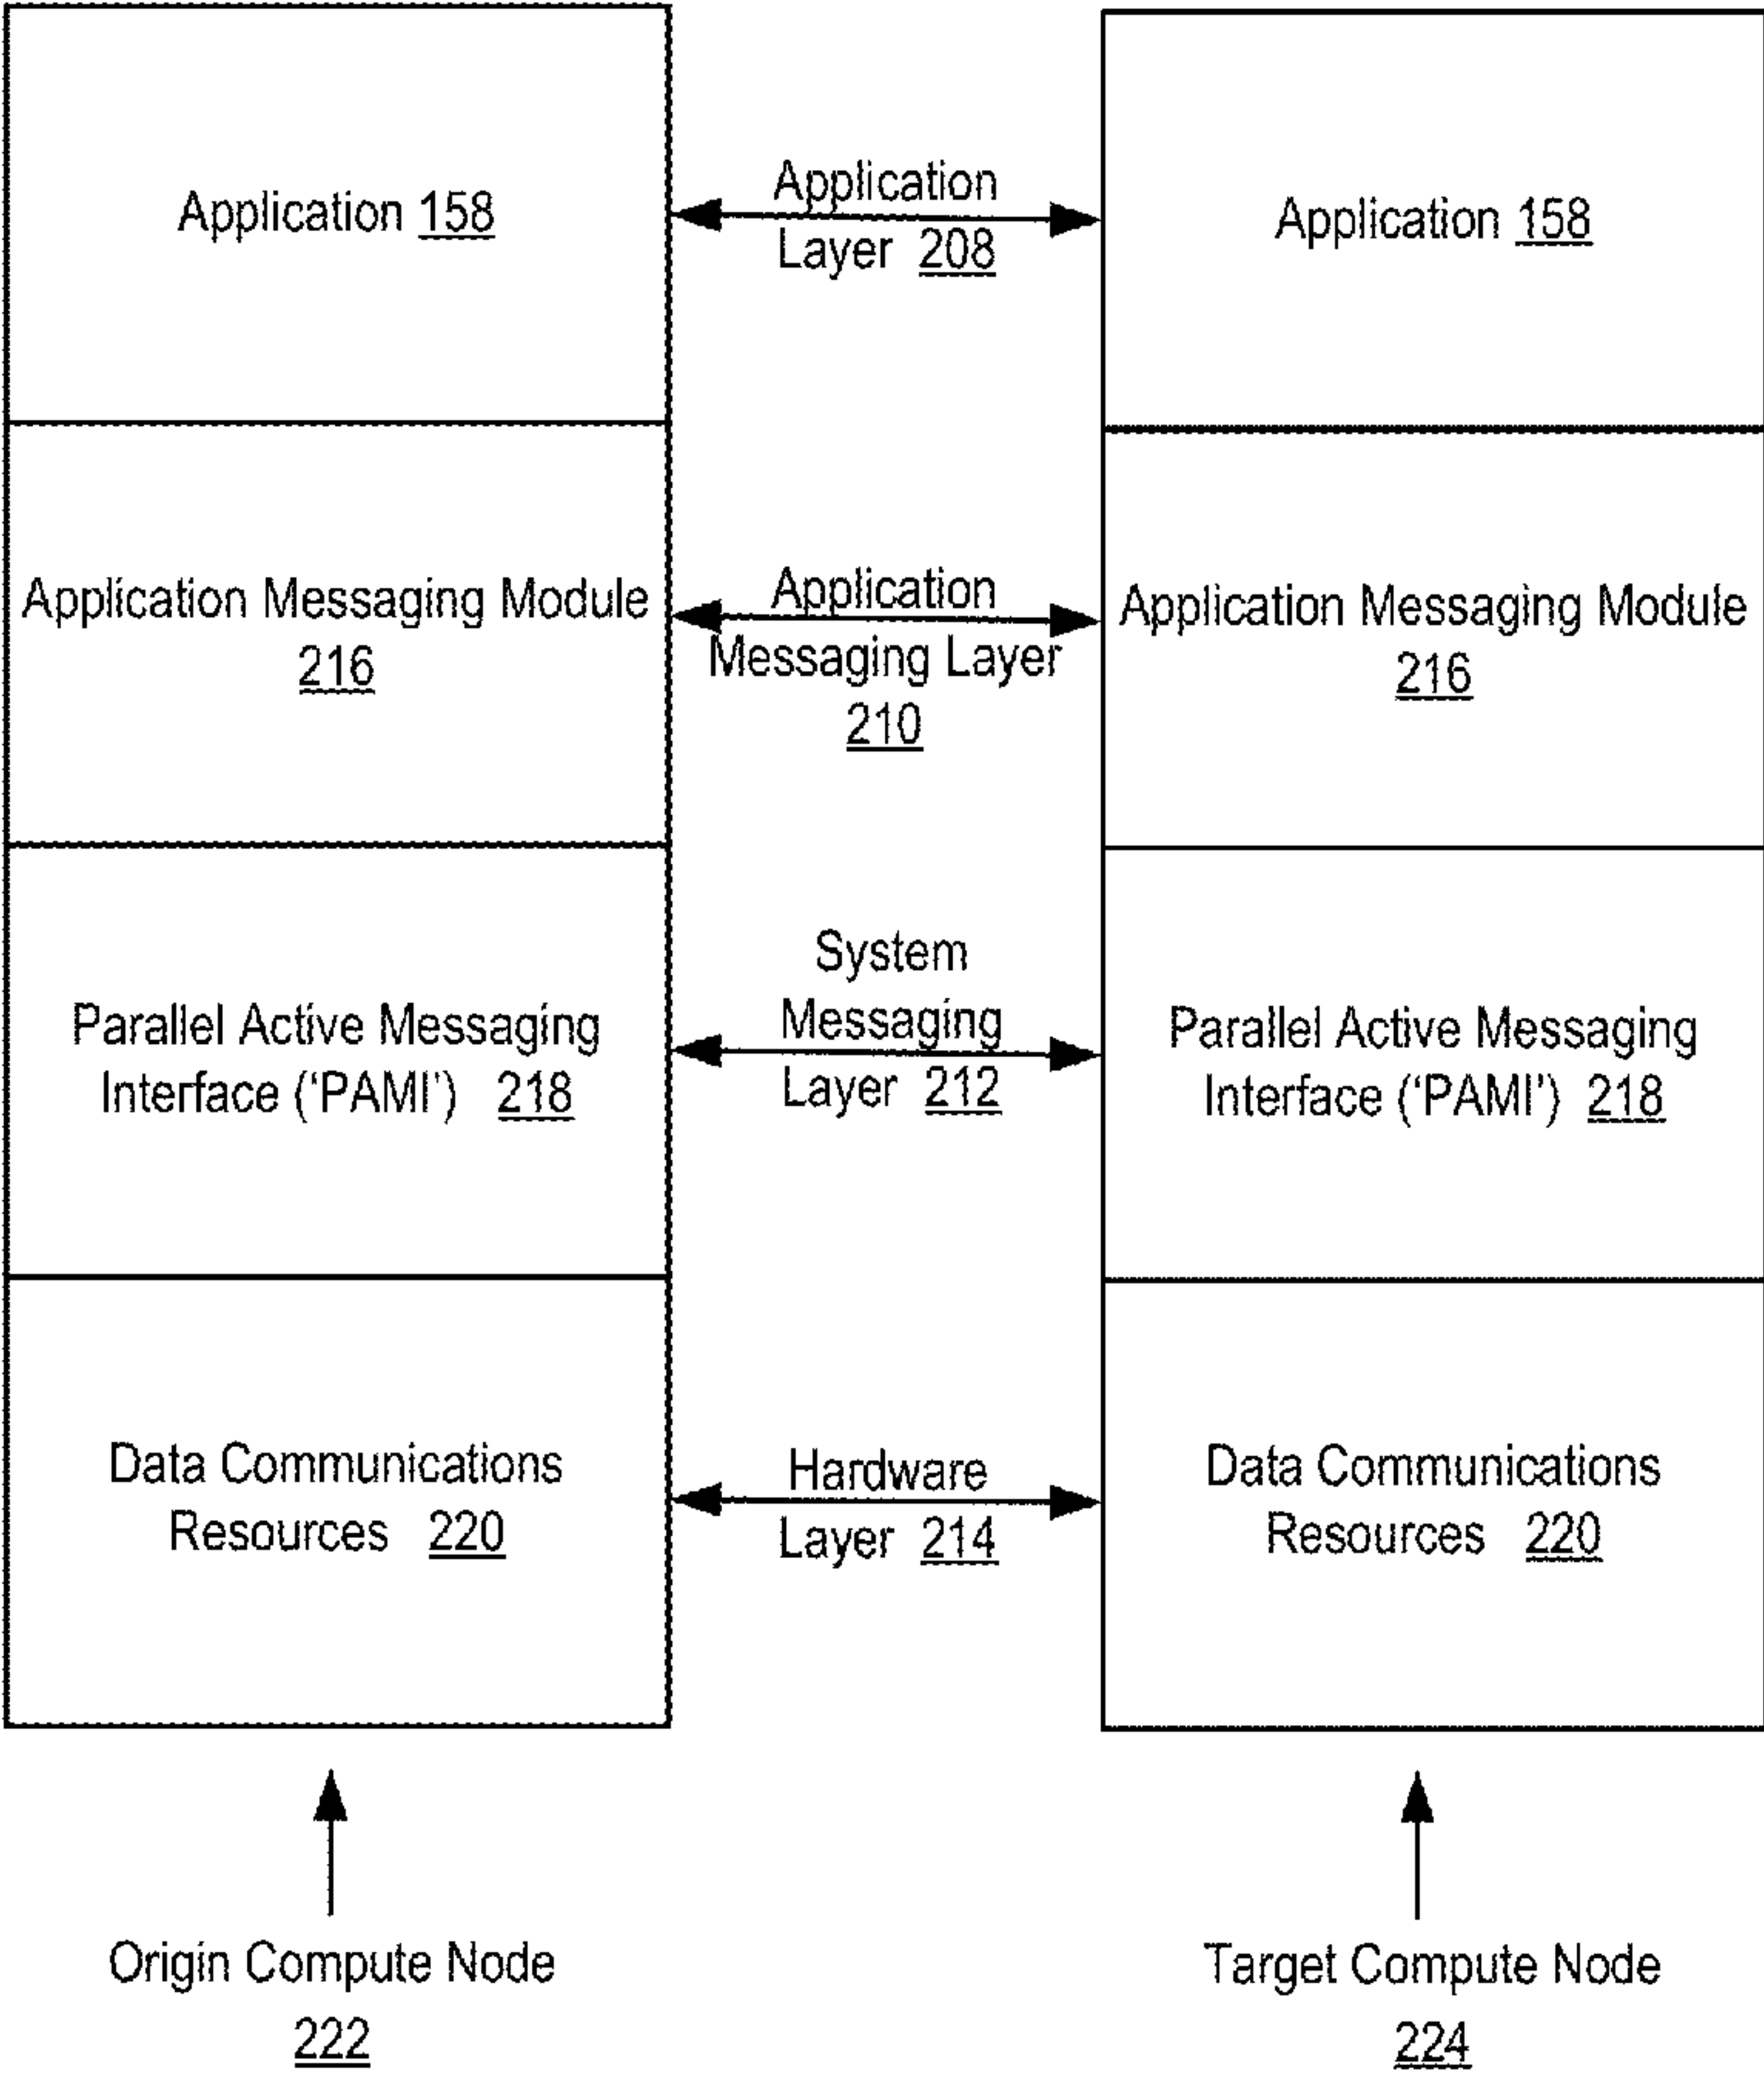 Application 158
Application
Layer 208
Application 158
Application Messaging Module
216
Application
Messaging Layer
210
Application Messaging Module
216
Parallel Active Messaging
Interface (‘PAMI’) 218
System
Messaging
Layer 212
Parallel Active Messaging
Interface (‘PAMI’) 218
Data Communications
Resources 220
Hardware
Layer 214
Data Communications
Resources 220
Origin Compute Node
222
Target Compute Node
224